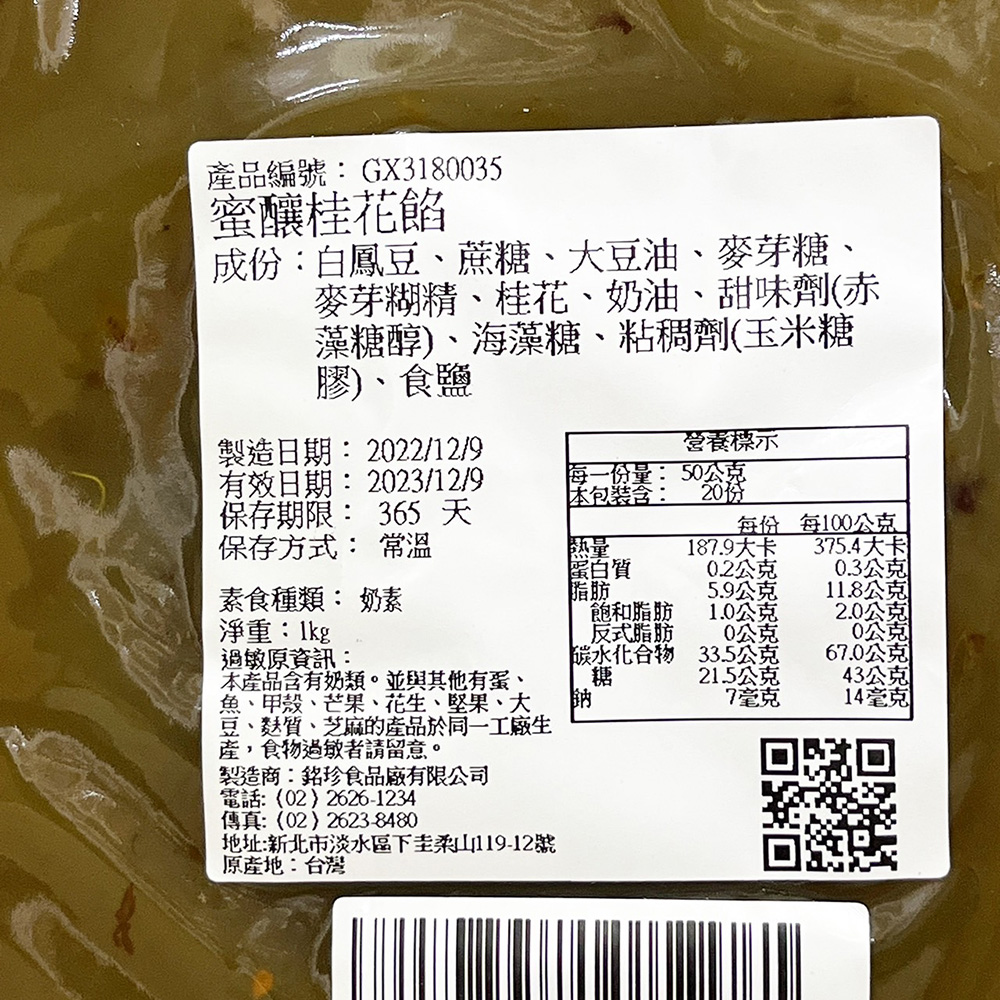 產品編號： GX3180035
蜜釀桂花餡
成份：白鳳豆、蔗糖、大豆油、麥芽糖、
麥芽糊精、桂花、奶油、甜味劑(赤
藻糖醇)、海藻糖、粘稠劑(玉米糖
膠)、食鹽
製造日期： 2022/12/9
有效日期： 2023/12/9
保存期限： 365 天
保存方式： 常溫
素食種類： 奶素
淨重：1kg
過敏原資訊：
本產品含有奶類。並與其他有蛋、
魚、甲殼、芒果、花生、堅果、大
豆、麩質、芝麻的產品於同一工廠生
產，食物過敏者請留意。
製造商：銘珍食品廠有限公司
電話:（02）2626-1234
傳真:（02）2623-8480
地址:新北市淡水區下圭柔山119-12號
原產地：台灣
營養標示
每一份量： 50公克
本包裝含： 20份
每份 每100公克
熱量 187.9大卡 375.4大卡
蛋白質 0.2公克 0.3公克
脂肪 5.9公克 11.8公克
飽和脂肪 1.0公克 2.0公克
反式脂肪 0公克 0公克
碳水化合物 33.5公克 67.0公克
糖 21.5公克 43公克
鈉 7毫克 14毫克